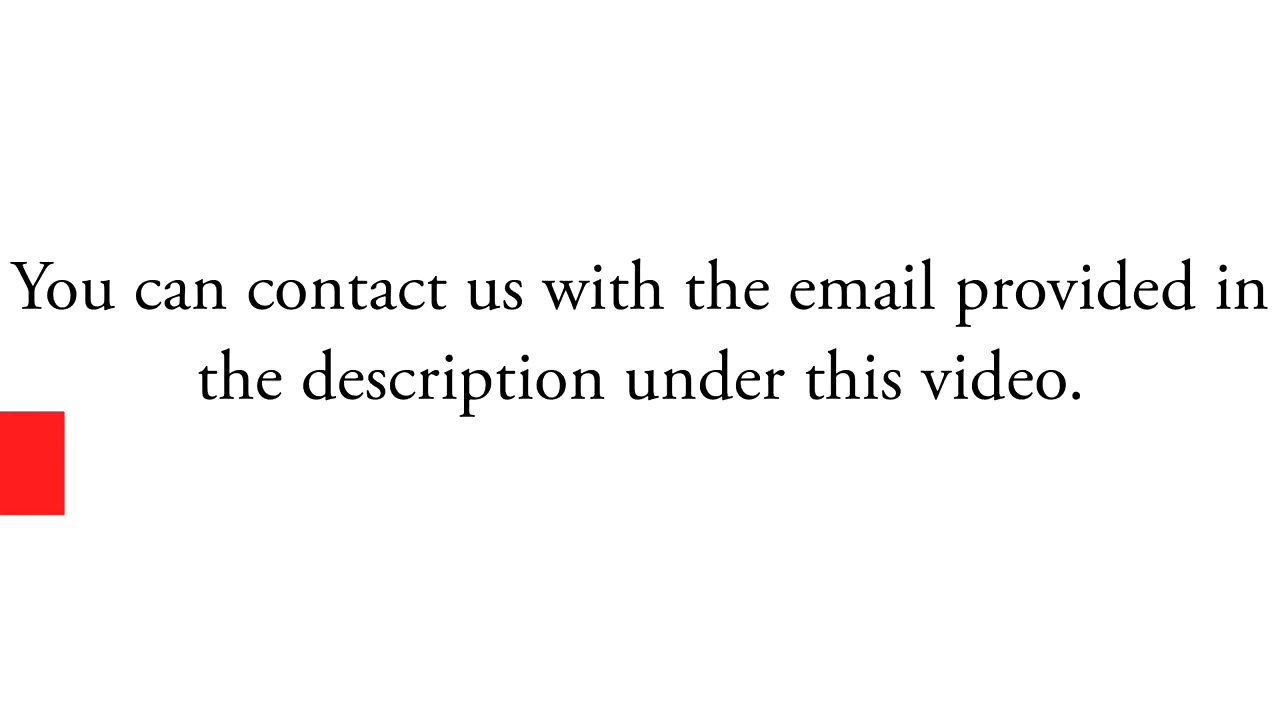 You can contact us with the email provided in
the description under this video.